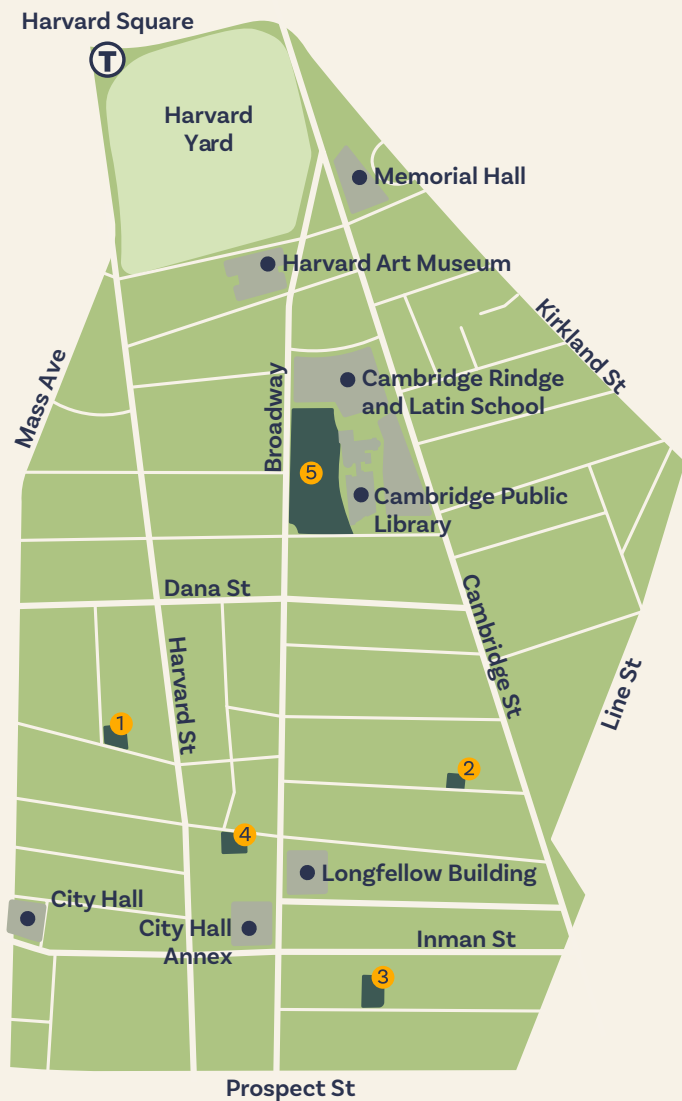 Harvard Square
T
Harvard
Yard
Memorial Hall
Harvard Art Museum
Kirkland St
Mass Ave
Broadway
Cambridge Rindge
and Latin School
5
Cambridge Public
Library
Dana St
Cambridge St
Harvard St
Line St
1
2
4
Longfellow Building
City Hall
City Hall
Annex
Inman St
3
Prospect St